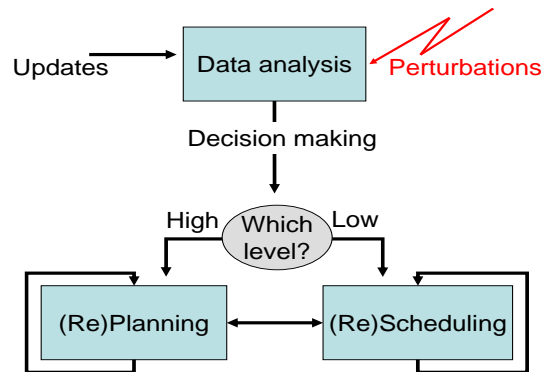 Updates
Data analysis
Perturbations
Decision making
High
Which
level?
Low
(Re)Planning
(Re)Scheduling